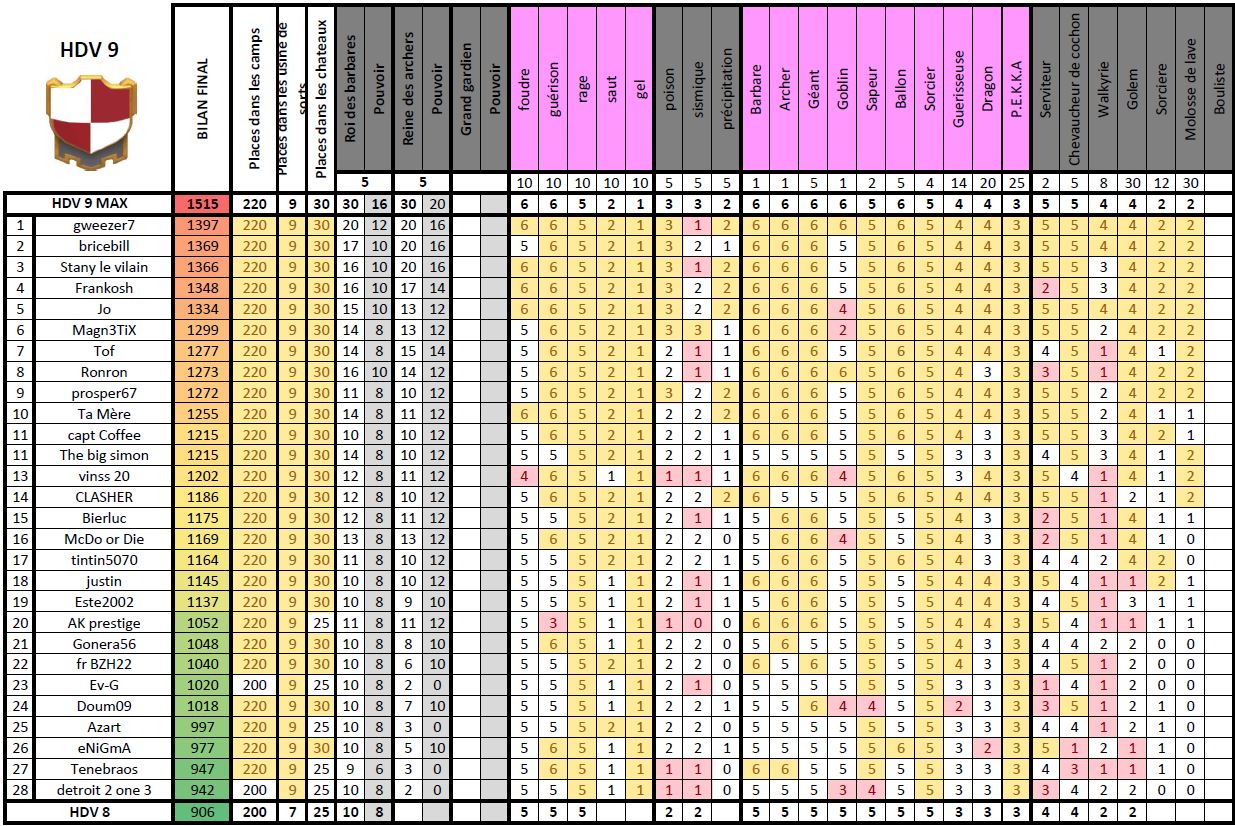 HDV 9
BILAN FINAL
Places dans les camps
Places dans les usine de sorts
Places dans les chateaux
Roi des barbares
Pouvoir
Reine des archers
Pouvoir
Grand gardien
Pouvoir
foudre
guérison
rage
saut
gel
poison
sismique
précipitation
Barbare
Archer
Géant
Goblin
Sapeur
Ballon
Sorcier
Guerisseuse
Dragon
P.E.K.K.A
Serviteur
Chevaucheur de cochon
Walkyrie
Golem
Sorciere
Molosse de lave
Bouliste
5 5 10 10 10 10 10 5 5 5 1 1 5 1 2 5 4 14 20 25 2 5 8 30 12 30
HDV 9 MAX 1515 220 9 30 30 16 30 20 6 6 5 2 1 3 3 2 6 6 6 6 5 6 5 4 4 3 5 5 4 4 2 2
1 gweezer7 1397 220 9 30 20 12 20 16 6 6 5 2 1 3 1 2 6 6 6 6 5 6 5 4 4 3 5 5 4 4 2 2
2 bricebill 1369 220 9 30 17 10 20 16 5 6 5 2 1 3 2 1 6 6 6 5 5 6 5 4 4 3 5 5 4 4 2 2
3 Stany le vilain 1366 220 9 30 16 10 20 16 6 6 5 2 1 3 1 2 6 6 6 5 5 6 5 4 4 3 5 5 3 4 2 2
4 Frankosh 1348 220 9 30 16 10 17 14 6 6 5 2 1 3 2 2 6 6 6 5 5 6 5 4 4 3 2 5 3 4 2 2
5 Jo 1334 220 9 30 15 10 13 12 6 6 5 2 1 3 2 2 6 6 6 4 5 6 5 4 4 3 5 5 4 4 2 2
6 Magn3TiX 1299 220 9 30 14 8 13 12 5 6 5 2 1 3 3 1 6 6 6 2 5 6 5 4 4 3 5 5 2 4 2 2
7 Tof 1277 220 9 30 14 8 15 14 5 6 5 2 1 2 1 1 6 6 6 5 5 6 5 4 4 3 4 5 1 4 1 2
8 Ronron 1273 220 9 30 16 10 14 12 5 6 5 2 1 2 1 1 6 6 6 6 5 6 5 4 3 3 3 5 1 4 2 2
9 prosper67 1272 220 9 30 11 8 10 12 5 6 5 2 1 3 2 2 6 6 6 5 5 6 5 4 4 3 5 5 2 4 2 2
10 Ta Mère 1255 220 9 30 14 8 11 12 6 6 5 2 1 2 2 2 6 6 6 5 5 6 5 4 4 3 5 5 2 4 1 1
11 capt Coffee 1215 220 9 30 10 8 10 12 5 6 5 2 1 2 2 1 6 6 6 5 5 6 5 4 3 3 5 5 3 4 2 1
11 The big simon 1215 220 9 30 14 8 10 12 5 6 5 2 1 2 2 1 5 5 5 5 5 6 5 3 3 3 4 5 3 4 1 2
13 vinss 20 1202 220 9 30 12 8 11 12 4 6 5 1 1 1 1 1 6 6 6 4 5 6 5 3 4 3 5 4 1 4 1 2
14 CLASHER 1186 220 9 30 12 8 10 12 5 6 5 2 1 2 2 2 6 5 5 5 5 6 5 4 4 3 5 5 1 2 1 2
15 Bierluc 1175 220 9 30 12 8 11 12 5 5 5 2 1 2 1 1 5 6 6 5 5 5 5 4 3 3 2 5 1 4 1 1
16 McDo or Die 1169 220 9 30 13 8 13 12 5 6 5 2 1 2 2 0 6 6 6 4 5 6 5 4 3 3 2 5 1 4 1 0
17 tintin5070 1164 220 9 30 11 8 10 12 5 5 5 2 1 2 2 0 5 6 6 5 5 6 5 4 3 3 4 4 2 4 2 0
18 justin 1145 220 9 30 10 8 10 12 5 5 5 1 1 2 1 1 6 6 6 5 5 5 5 4 4 3 5 4 1 1 2 1
19 Este2002 1137 220 9 30 10 8 9 10 5 5 5 1 1 2 1 1 5 6 6 5 5 5 5 4 4 3 4 5 1 3 1 1
20 AK prestige 1052 220 9 25 11 8 11 12 5 3 5 1 1 1 0 0 6 6 6 5 5 5 5 4 4 3 5 4 1 1 1 1
21 Gonera56 1048 220 9 30 10 8 8 10 5 6 5 1 1 2 2 0 5 5 6 5 5 5 5 4 3 3 4 4 2 2 0 0
22 fr BZH22 1040 220 9 30 10 8 6 10 5 5 5 2 1 2 2 0 6 5 6 5 5 5 5 4 3 3 4 5 1 2 0 0
23 Ev-G 1020 200 9 25 10 8 2 0 5 5 5 1 1 2 1 0 5 5 5 5 5 5 5 3 3 3 1 4 1 2 0 0
24 Doum09 1018 220 9 30 10 8 7 10 5 5 5 1 1 2 2 0 5 5 6 4 4 5 5 2 3 3 3 5 1 2 0 0
25 Azart 997 220 9 25 10 8 3 0 5 5 5 2 1 2 2 0 5 5 5 5 5 5 5 3 3 3 4 4 1 2 0 0
26 eNiGmA 977 220 9 30 10 8 5 10 5 6 5 1 1 2 2 1 5 5 5 5 5 6 5 3 2 3 5 1 2 1 1 0
27 Tenebraos 947 220 9 25 9 6 3 0 5 6 5 1 1 1 1 0 6 6 5 5 5 5 5 3 3 3 4 3 1 1 1 0
28 detroit 2 one 3 942 200 9 25 10 8 2 0 5 5 5 1 1 1 1 0 5 5 5 3 4 5 5 3 3 3 3 4 2 2 0 0
HDV 8 906 200 7 25 10 8 5 5 5 2 2 5 5 5 5 5 5 5 3 3 3 4 4 2 2